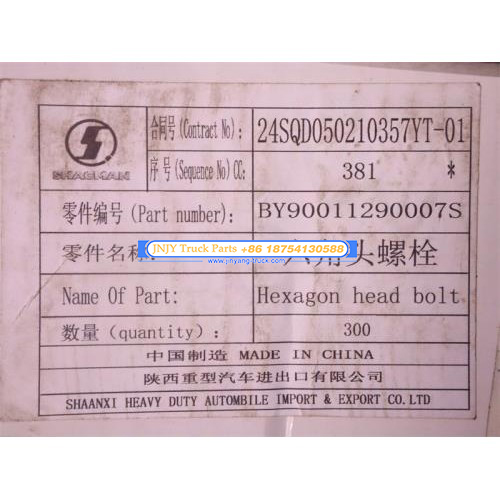 SHACMAN
合同号(Contract No): 24SQD050210357YT-01
序号(Sequence No) CC: 381 *
零件编号(Part number): BY90011290007S
零件名称: 六角头螺栓
JNJY Truck Parts +86 18754130588
www.jinyang-truck.com
Name Of Part: Hexagon head bolt
数量(quantity): 300
中国制造 MADE IN CHINA
陕西重型汽车进出口有限公司
SHAANXI HEAVY DUTY AUTOMBILE IMPORT & EXPORT CO.LTD